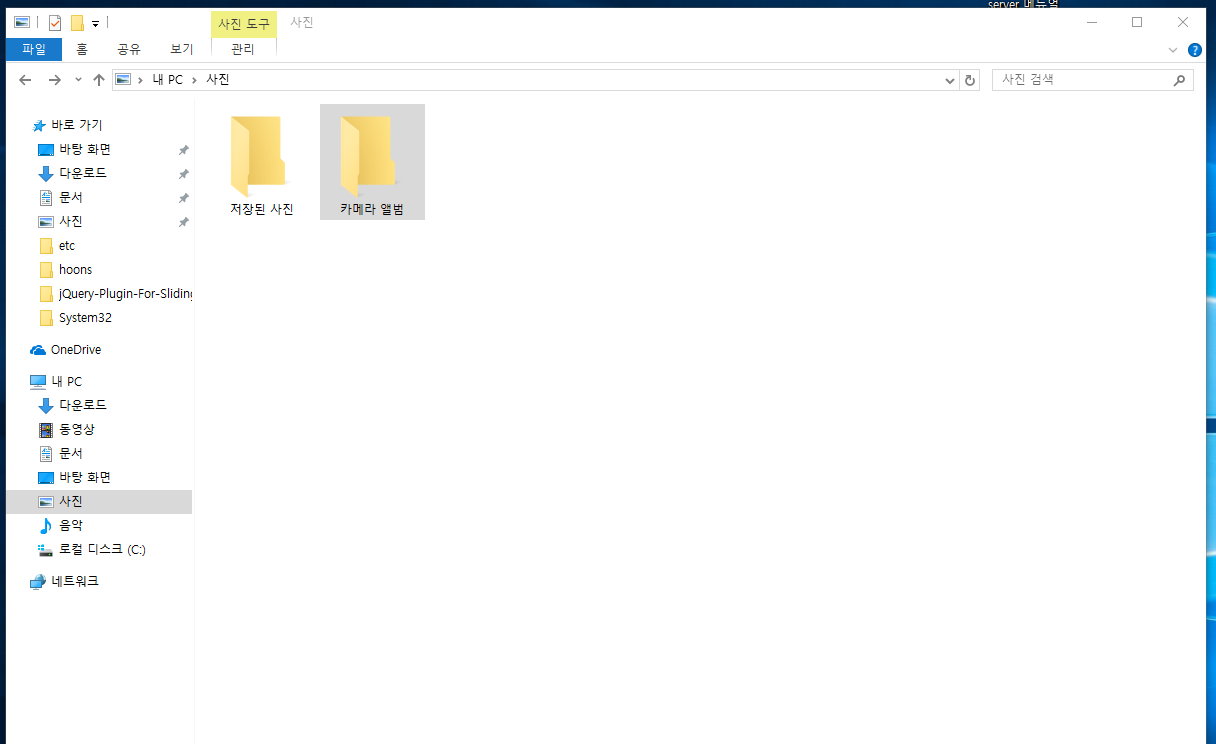 server 메뉴얼
사진 도구 사진
파일 홈 공유 보기 관리
내 PC 사진 사진 검색
바로 가기
바탕 화면
다운로드
문서
사진
etc
hoons
jQuery-Plugin-For-Sliding
System32
OneDrive
내 PC
다운로드
동영상
문서
바탕 화면
사진
음악
로컬 디스크 (C:)
네트워크
저장된 사진 카메라 앨범